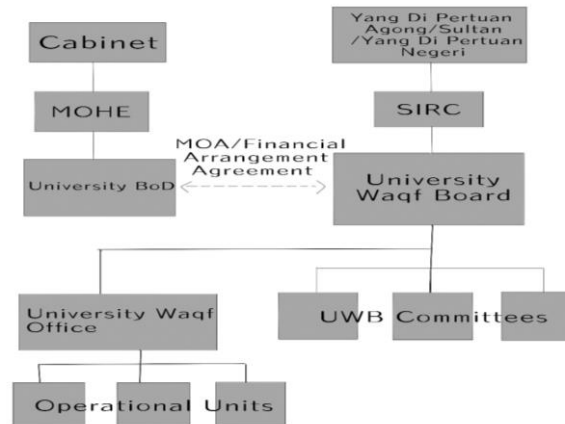 Cabinet
Yang Di Pertuan
Agong/Sultan
/Yang Di Pertuan
Negeri
MOHE
SIRC
MOA/Financial
Arrangement
Agreement
University BoD
University
Waqf Board
University Waqf
Office
UWB Committees
Operational Units